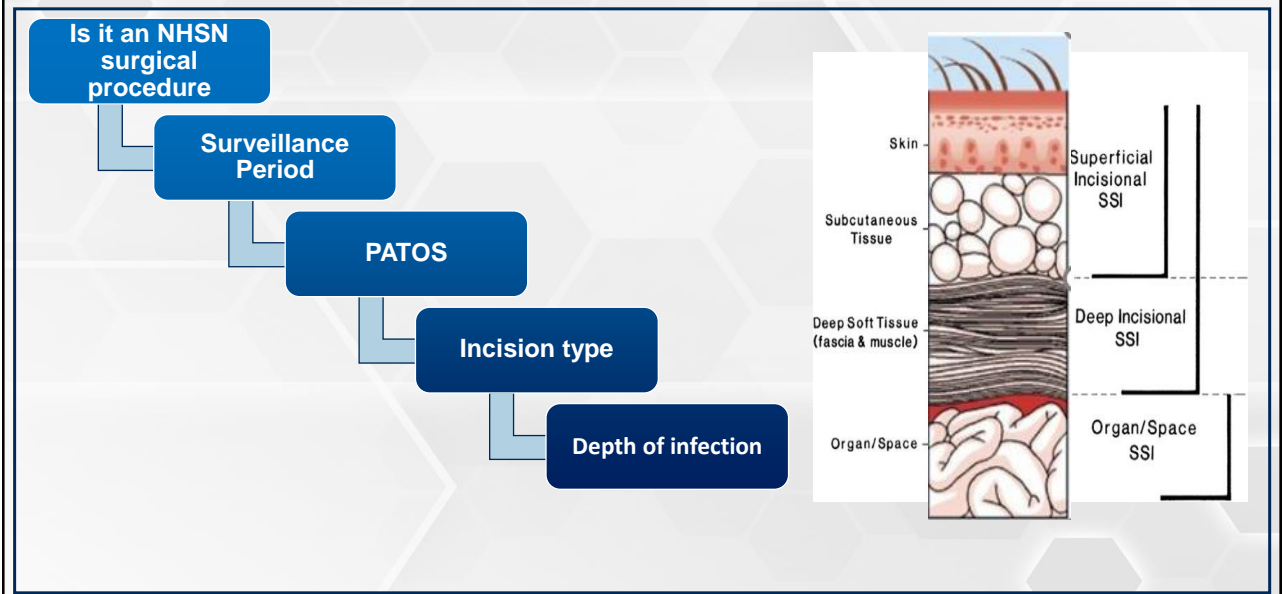 Is it an NHSN
surgical
procedure
Surveillance
Period
PATOS
Incision type
Depth of infection
Skin
Superficial
Incisional
SSI
Subcutaneous
Tissue
Deep Soft Tissue
(fascia & muscle)
Deep Incisional
SSI
Organ/Space
Organ/Space
SSI